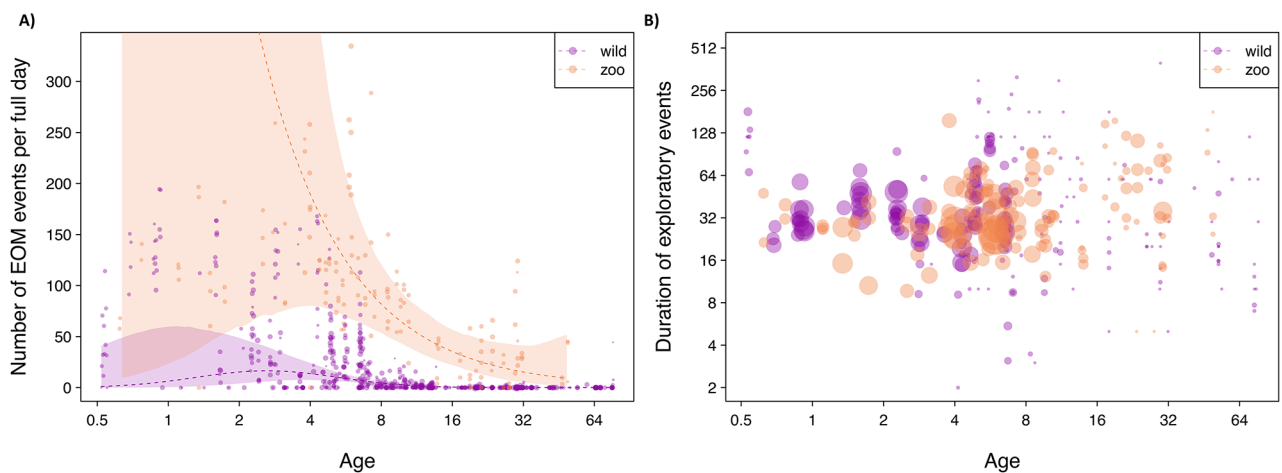 A)
Number of EOM events per full day
300
250
200
150
100
50
0
0.5 1 2 4 8 16 32 64
Age
wild
zoo
B)
Duration of exploratory events
512
256
128
64
32
16
8
4
2
0.5 1 2 4 8 16 32 64
Age
wild
zoo